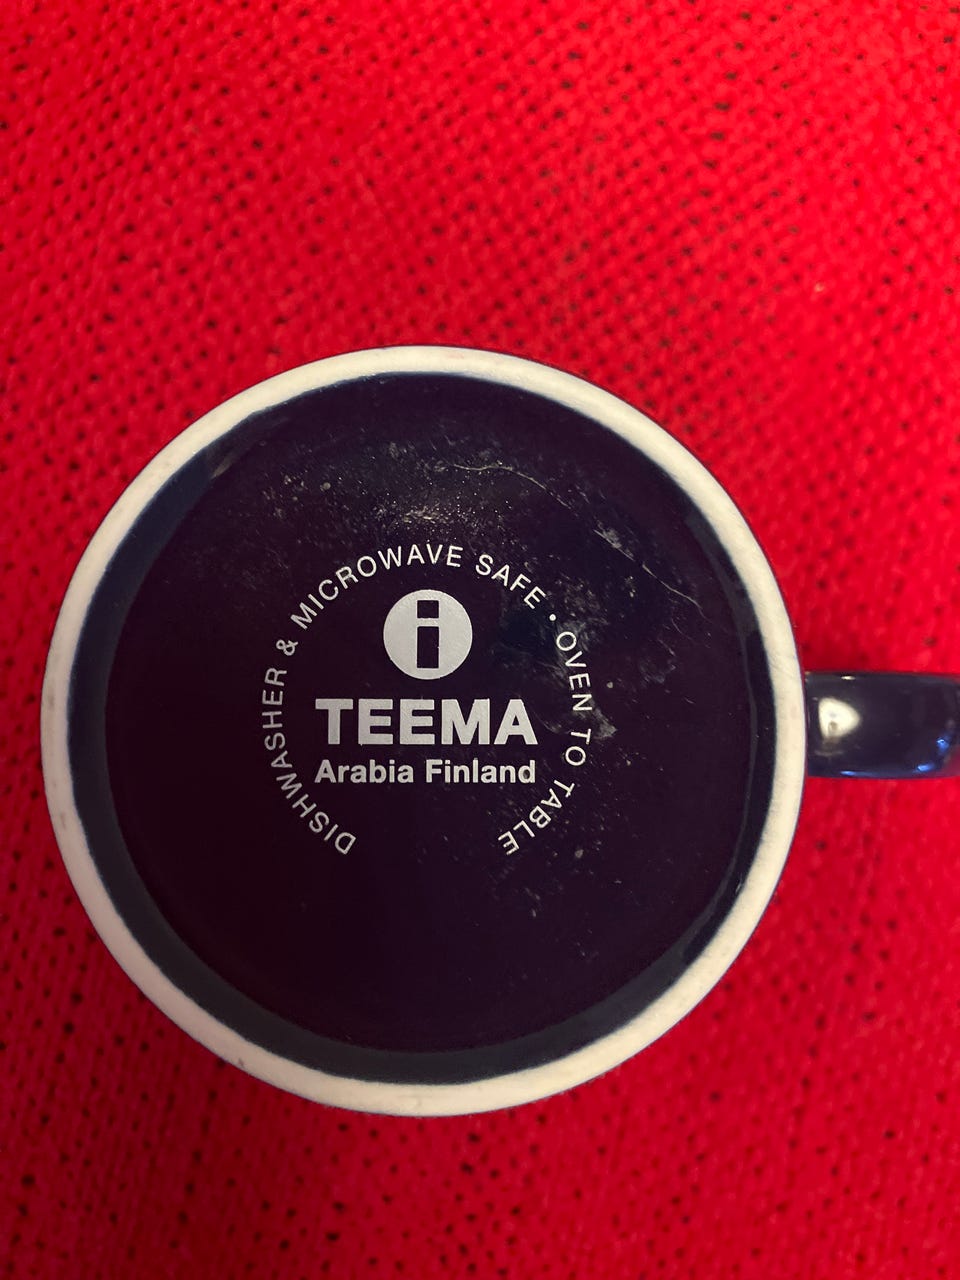 DISHWASHER & MICROWAVE SAFE • OVEN TO TABLE
i
TEEMA
Arabia Finland